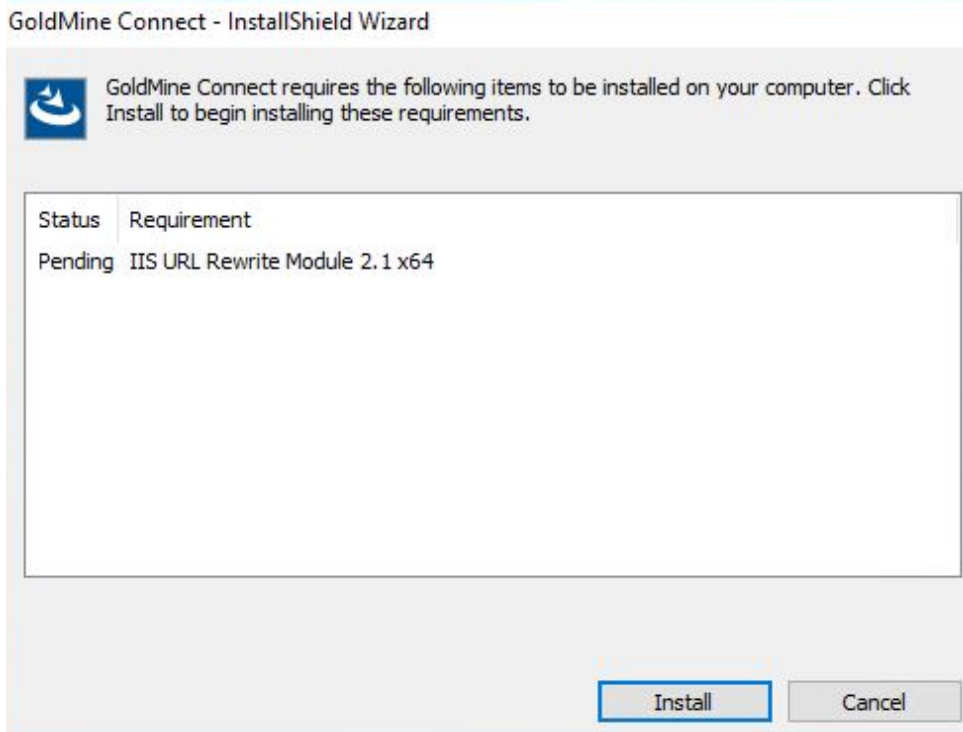 GoldMine Connect - InstallShield Wizard
GoldMine Connect requires the following items to be installed on your computer. Click
Install to begin installing these requirements.
Status Requirement
Pending IIS URL Rewrite Module 2.1 x64
Install Cancel